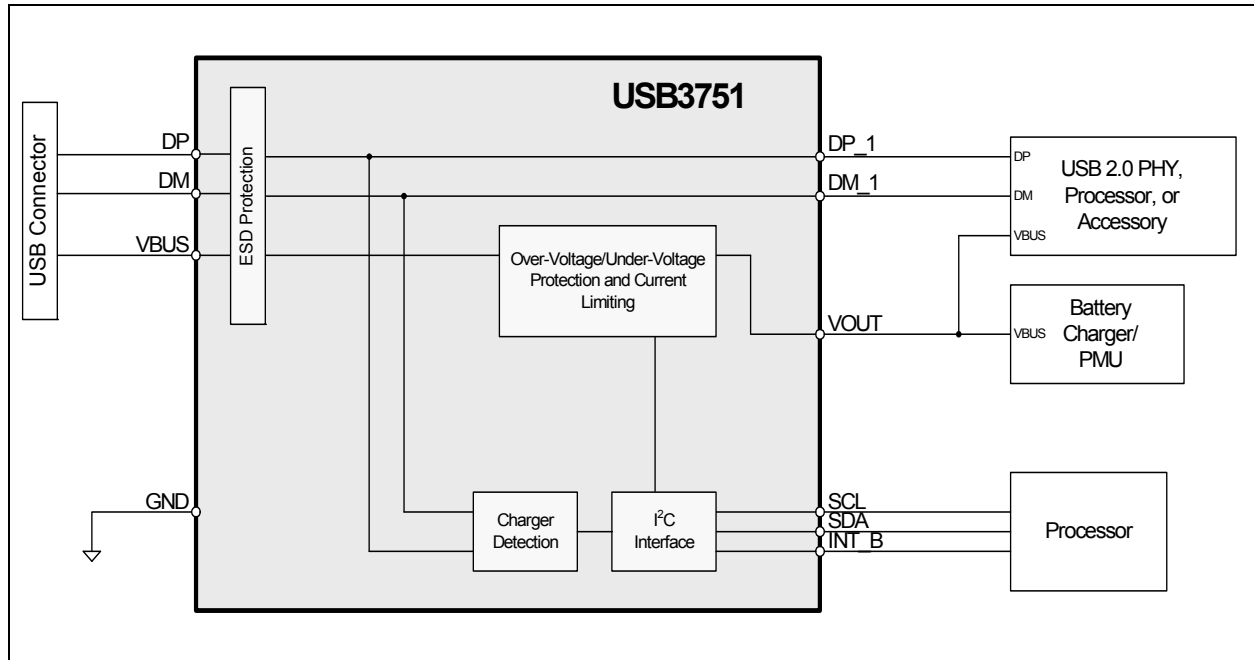 USB3751
USB Connector
DP
DM
VBUS
GND
ESD Protection
Over-Voltage/Under-Voltage
Protection and Current
Limiting
Charger
Detection
I²C
Interface
DP_1
DM_1
VOUT
SCL
SDA
INT_B
DP
DM
VBUS
USB 2.0 PHY,
Processor, or
Accessory
VBUS
Battery
Charger/
PMU
Processor